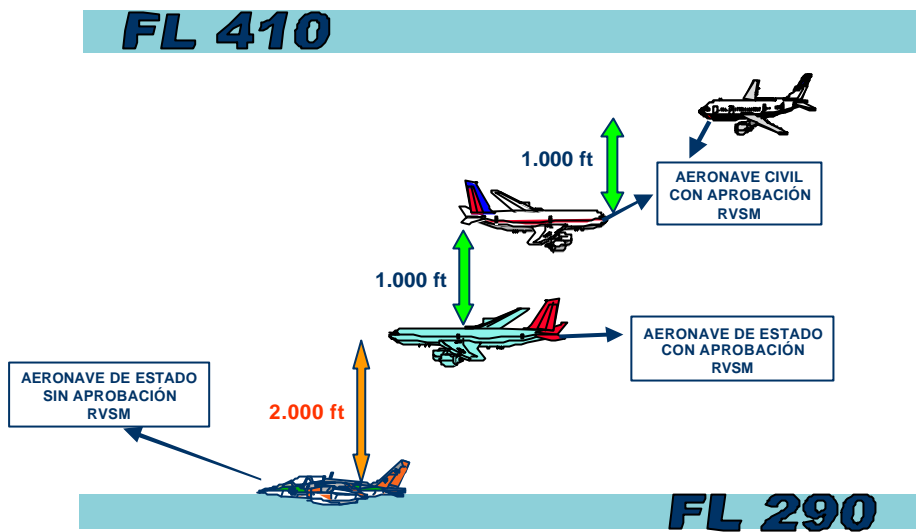 FL 410
1.000 ft
AERONAVE CIVIL
CON APROBACIÓN
RVSM
1.000 ft
AERONAVE DE ESTADO
CON APROBACIÓN
RVSM
AERONAVE DE ESTADO
SIN APROBACIÓN
RVSM
2.000 ft
FL 290